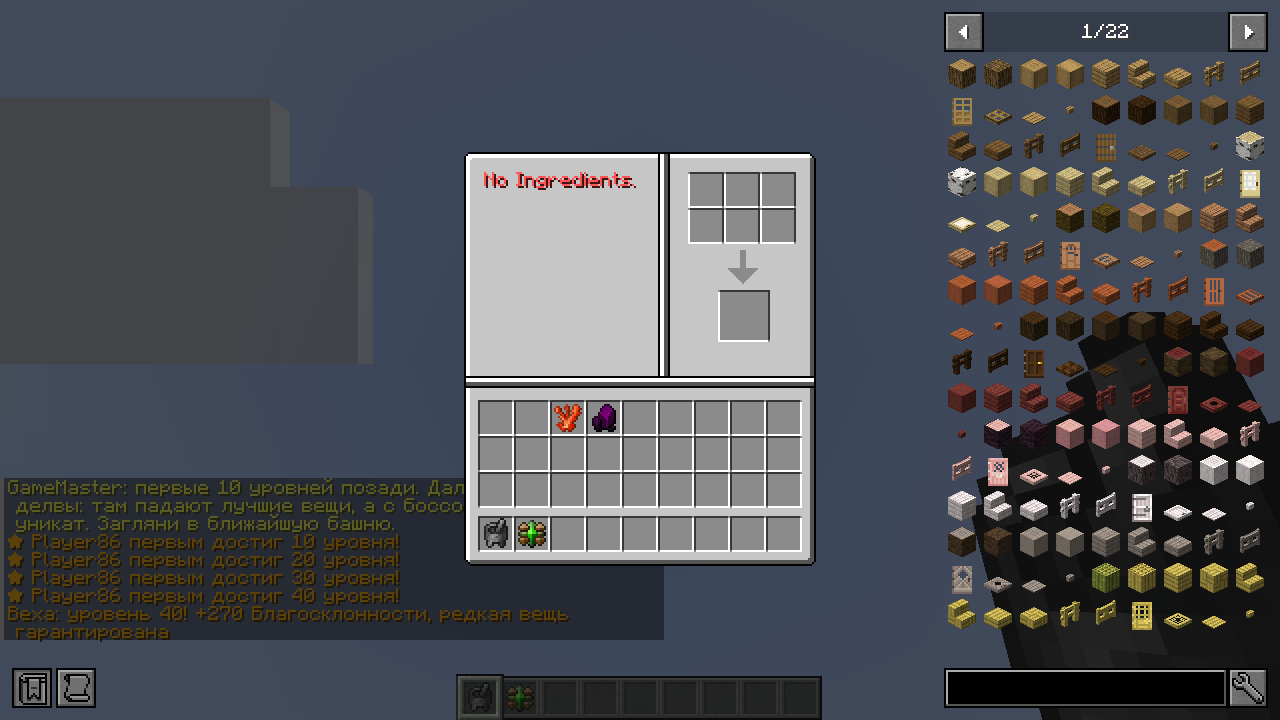 1/22
No Ingredients.
GameMaster: первые 10 уровней позади. Дал
делвы: там падают лучшие вещи, а с боссо
уникат. Загляни в ближайшую башню.
★ Player86 первым достиг 10 уровня!
★ Player86 первым достиг 20 уровня!
★ Player86 первым достиг 30 уровня!
★ Player86 первым достиг 40 уровня!
Веха: уровень 40! +270 Благосклонности, редкая вещь
гарантирована